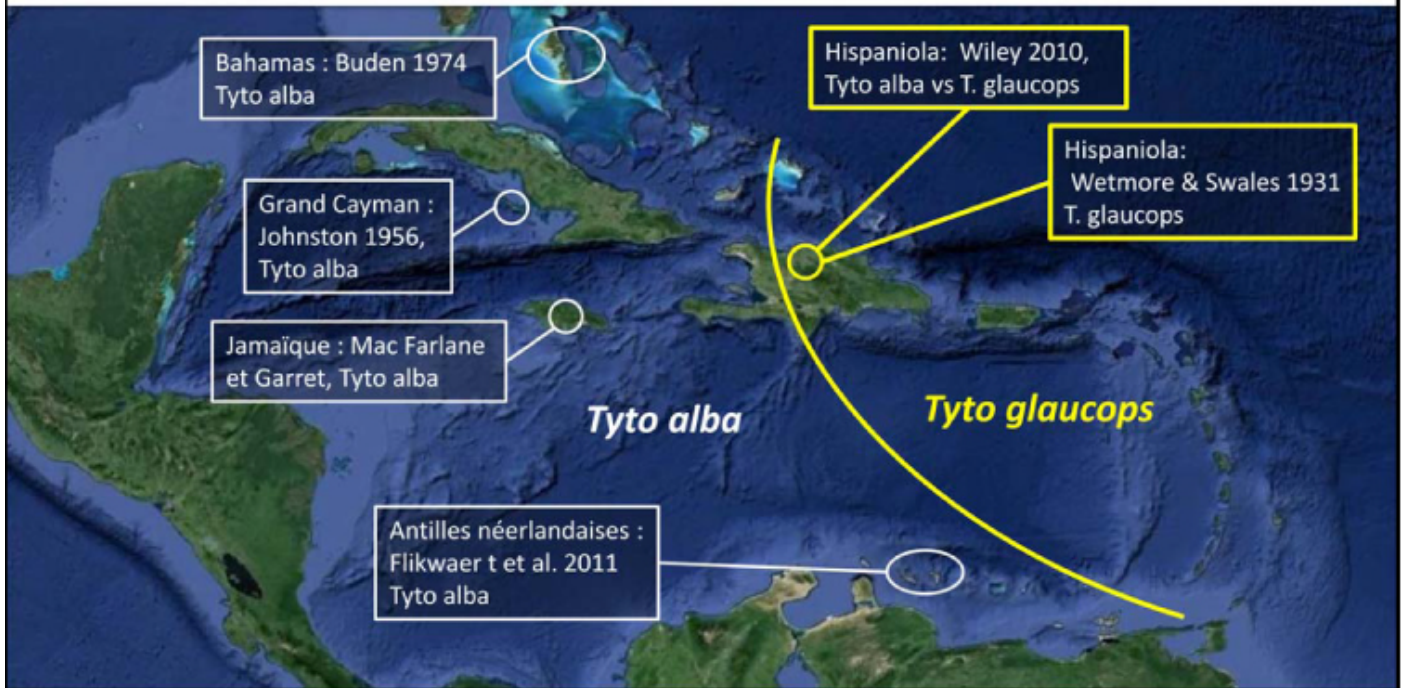 Bahamas : Buden 1974
Tyto alba
Hispaniola: Wiley 2010,
Tyto alba vs T. glaucops
Hispaniola:
Wetmore & Swales 1931
T. glaucops
Grand Cayman :
Johnston 1956,
Tyto alba
Jamaïque : Mac Farlane
et Garret, Tyto alba
Tyto alba
Tyto glaucops
Antilles néerlandaises :
Flikwaer t et al. 2011
Tyto alba